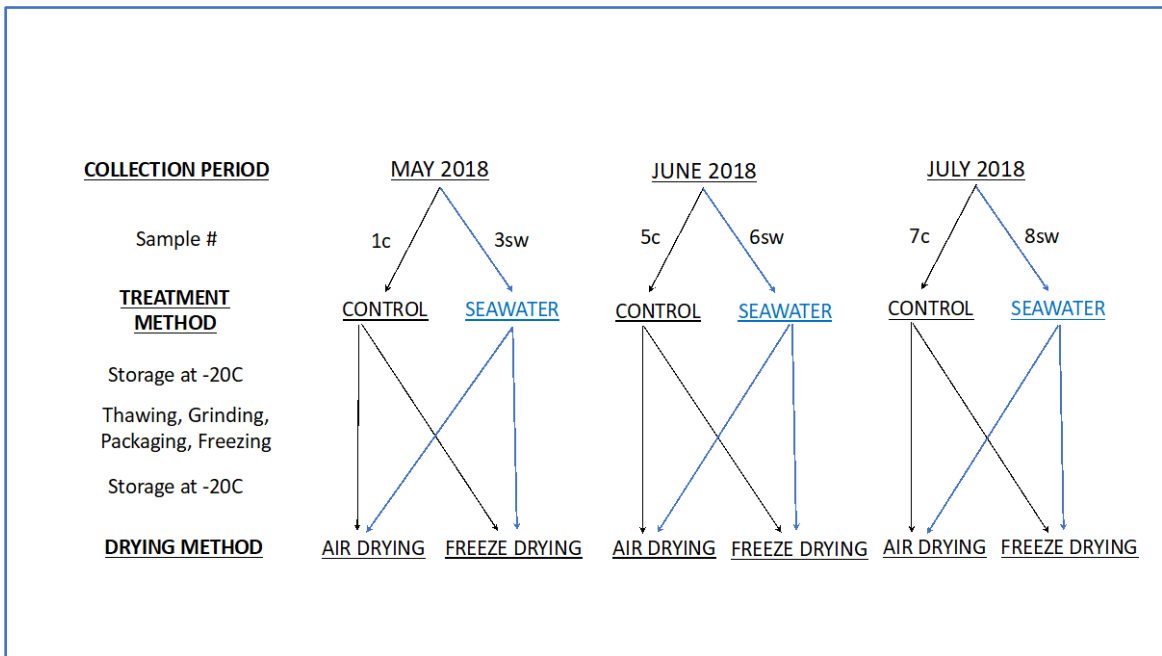 COLLECTION PERIOD MAY 2018 JUNE 2018 JULY 2018
Sample # 1c 3sw 5c 6sw 7c 8sw
TREATMENT
METHOD
CONTROL SEAWATER CONTROL SEAWATER CONTROL SEAWATER
Storage at -20C
Thawing, Grinding,
Packaging, Freezing
Storage at -20C
DRYING METHOD AIR DRYING FREEZE DRYING AIR DRYING FREEZE DRYING AIR DRYING FREEZE DRYING